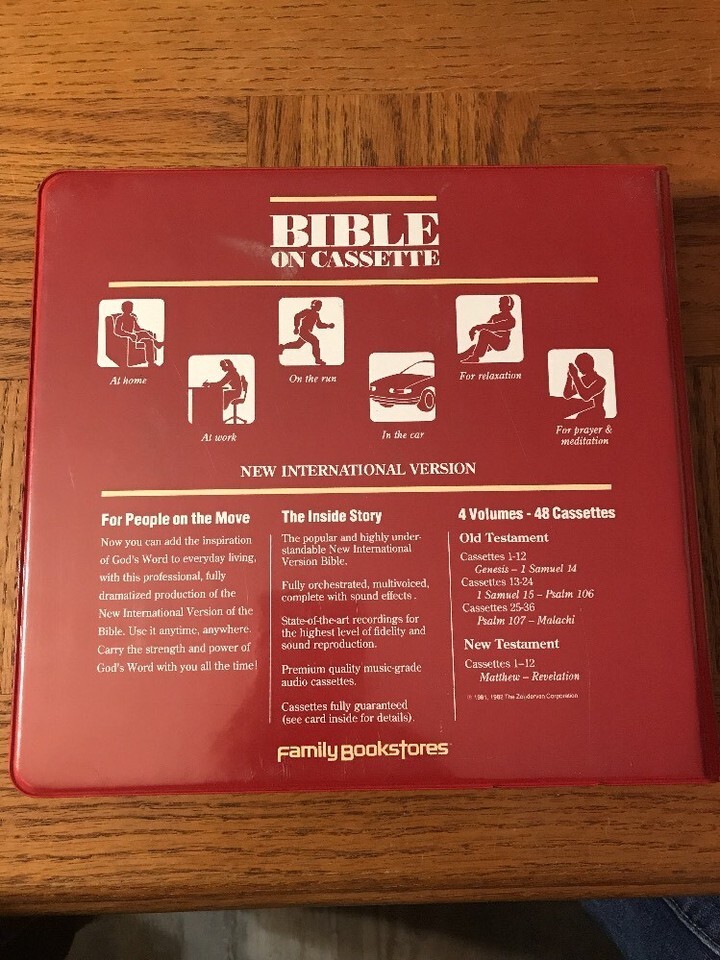 BIBLE
ON CASSETTE
At home
At work
On the run
In the car
For relaxation
For prayer &
meditation
NEW INTERNATIONAL VERSION
For People on the Move
Now you can add the inspiration
of God's Word to everyday living,
with this professional, fully
dramatized production of the
New International Version of the
Bible. Use it anytime, anywhere.
Carry the strength and power of
God's Word with you all the time!
The Inside Story
The popular and highly under-
standable New International
Version Bible.
Fully orchestrated, multivoiced,
complete with sound effects.
State-of-the-art recordings for
the highest level of fidelity and
sound reproduction.
Premium quality music-grade
audio cassettes.
Cassettes fully guaranteed
(see card inside for details).
4 Volumes - 48 Cassettes
Old Testament
Cassettes 1-12
Genesis – 1 Samuel 14
Cassettes 13-24
1 Samuel 15 – Psalm 106
Cassettes 25-36
Psalm 107 – Malachi
New Testament
Cassettes 1–12
Matthew – Revelation
© 1981, 1982 The Zondervan Corporation
Family Bookstores